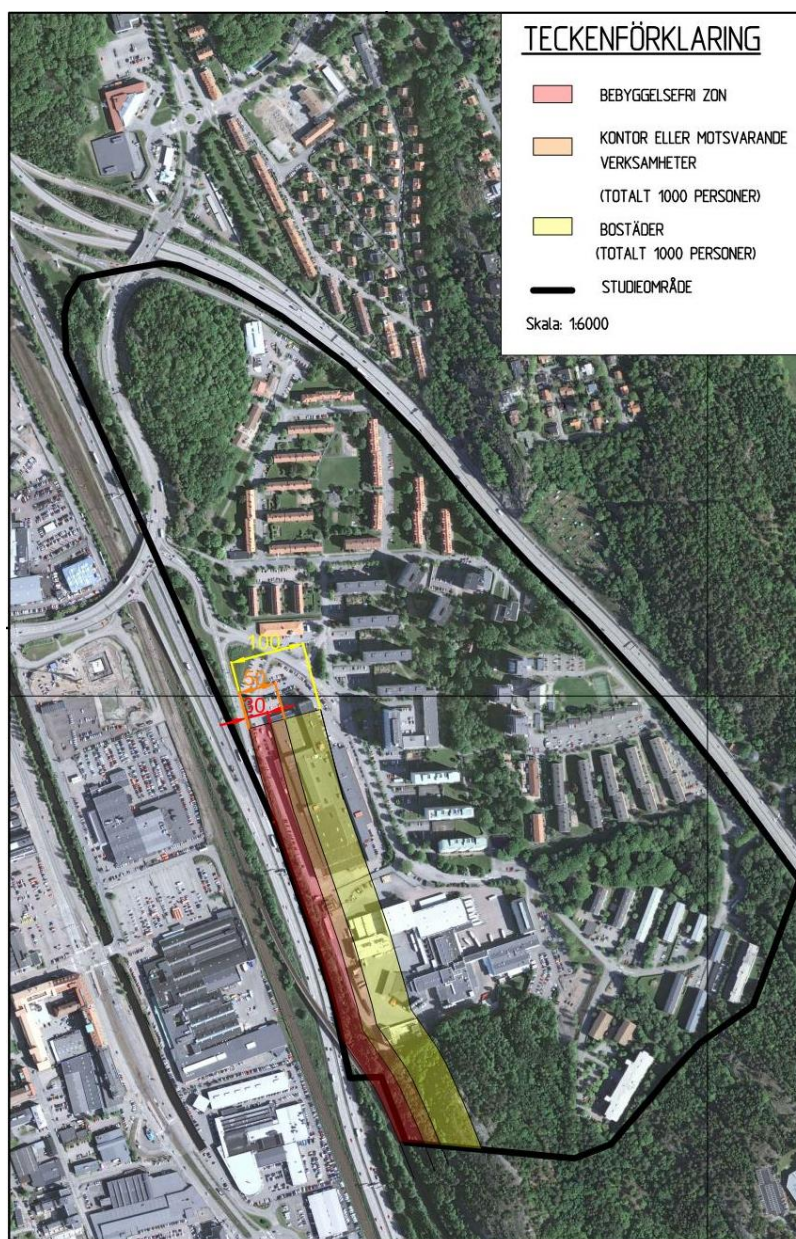 TECKENFÖRKLARING
BEBYGGELSEFRI ZON
KONTOR ELLER MOTSVARANDE
VERKSAMHETER
(TOTALT 1000 PERSONER)
BOSTÄDER
(TOTALT 1000 PERSONER)
STUDIEOMRÅDE
Skala: 1:6000
100
50
30